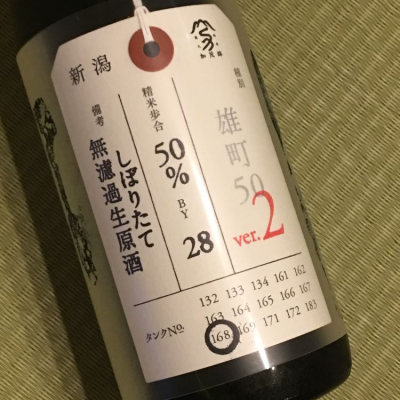 加茂錦
新潟
種別
雄町50
ver.2
精米歩合
50%
BY
28
備考
しぼりたて
無濾過生原酒
タンクNo.
132 133 134 161 162
163 164 165 166 167
168 169 171 172 183